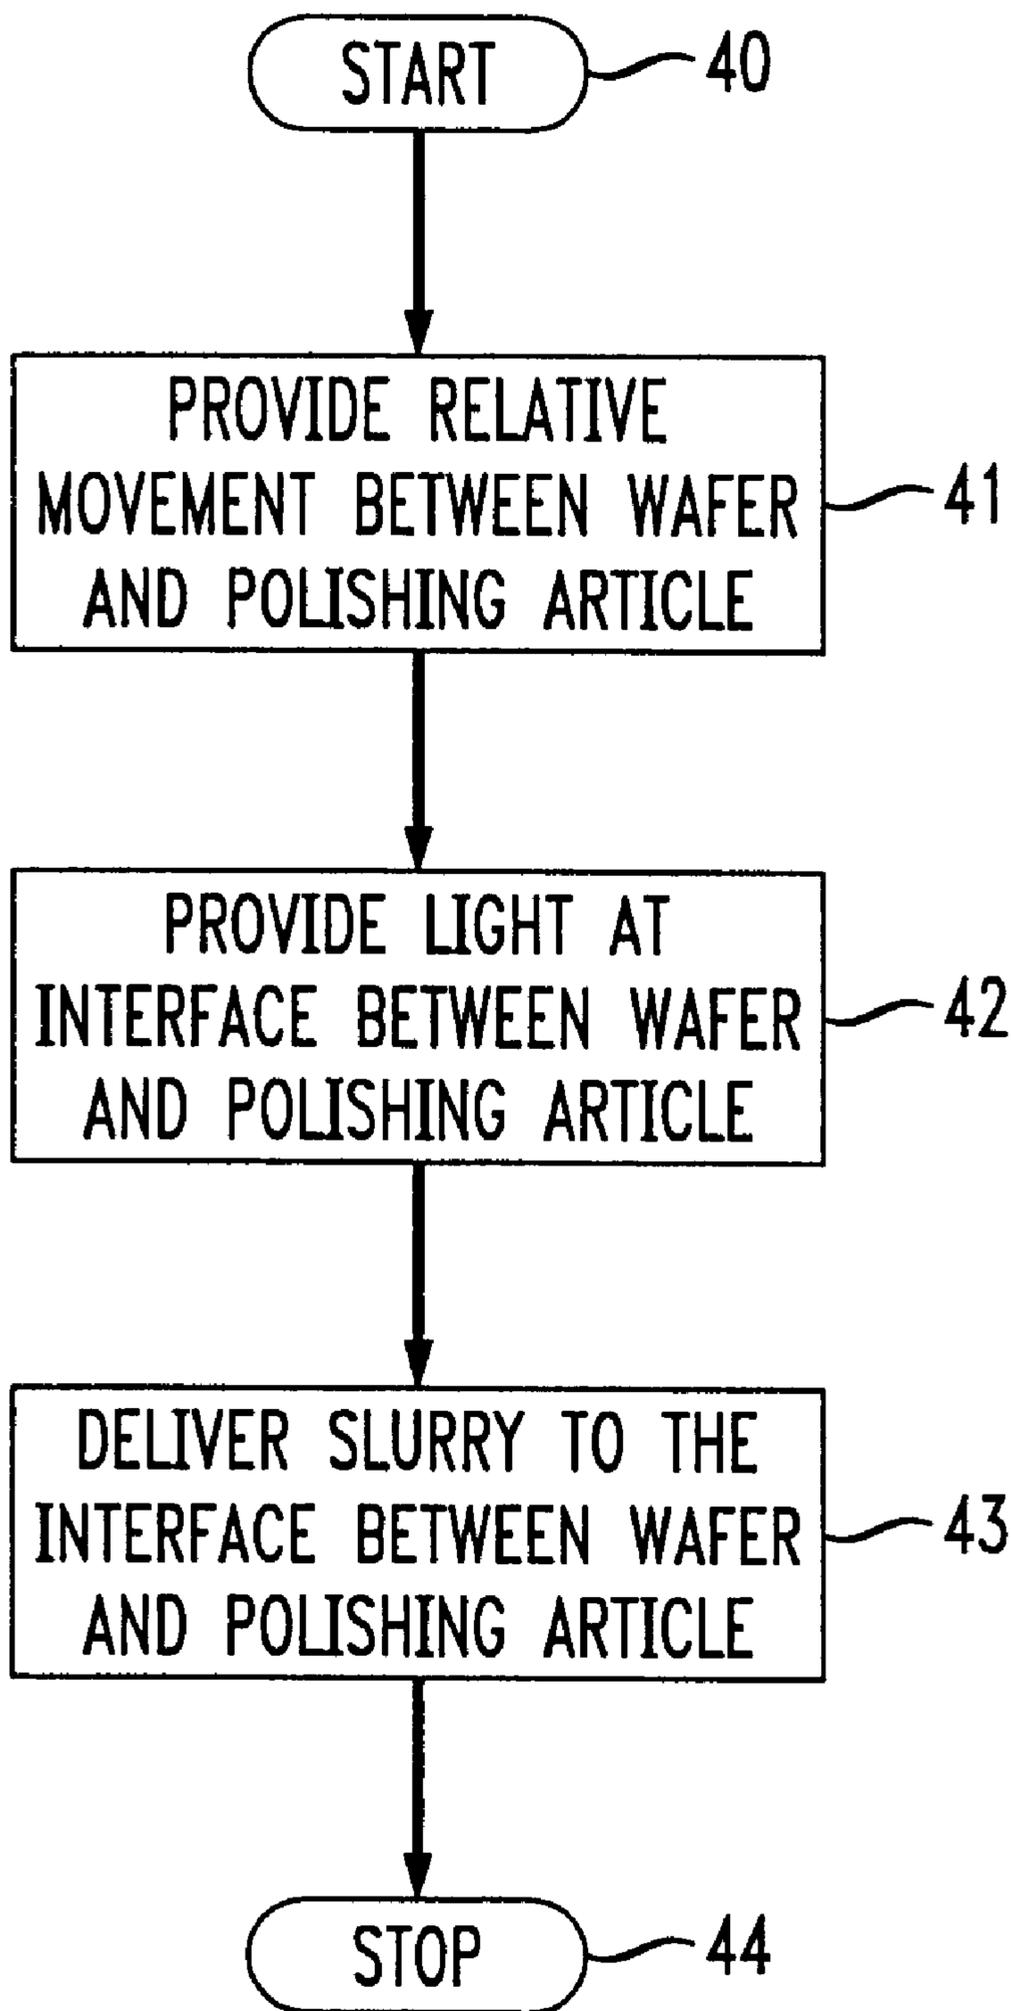 START
40
PROVIDE RELATIVE
MOVEMENT BETWEEN WAFER
AND POLISHING ARTICLE
41
PROVIDE LIGHT AT
INTERFACE BETWEEN WAFER
AND POLISHING ARTICLE
42
DELIVER SLURRY TO THE
INTERFACE BETWEEN WAFER
AND POLISHING ARTICLE
43
STOP
44